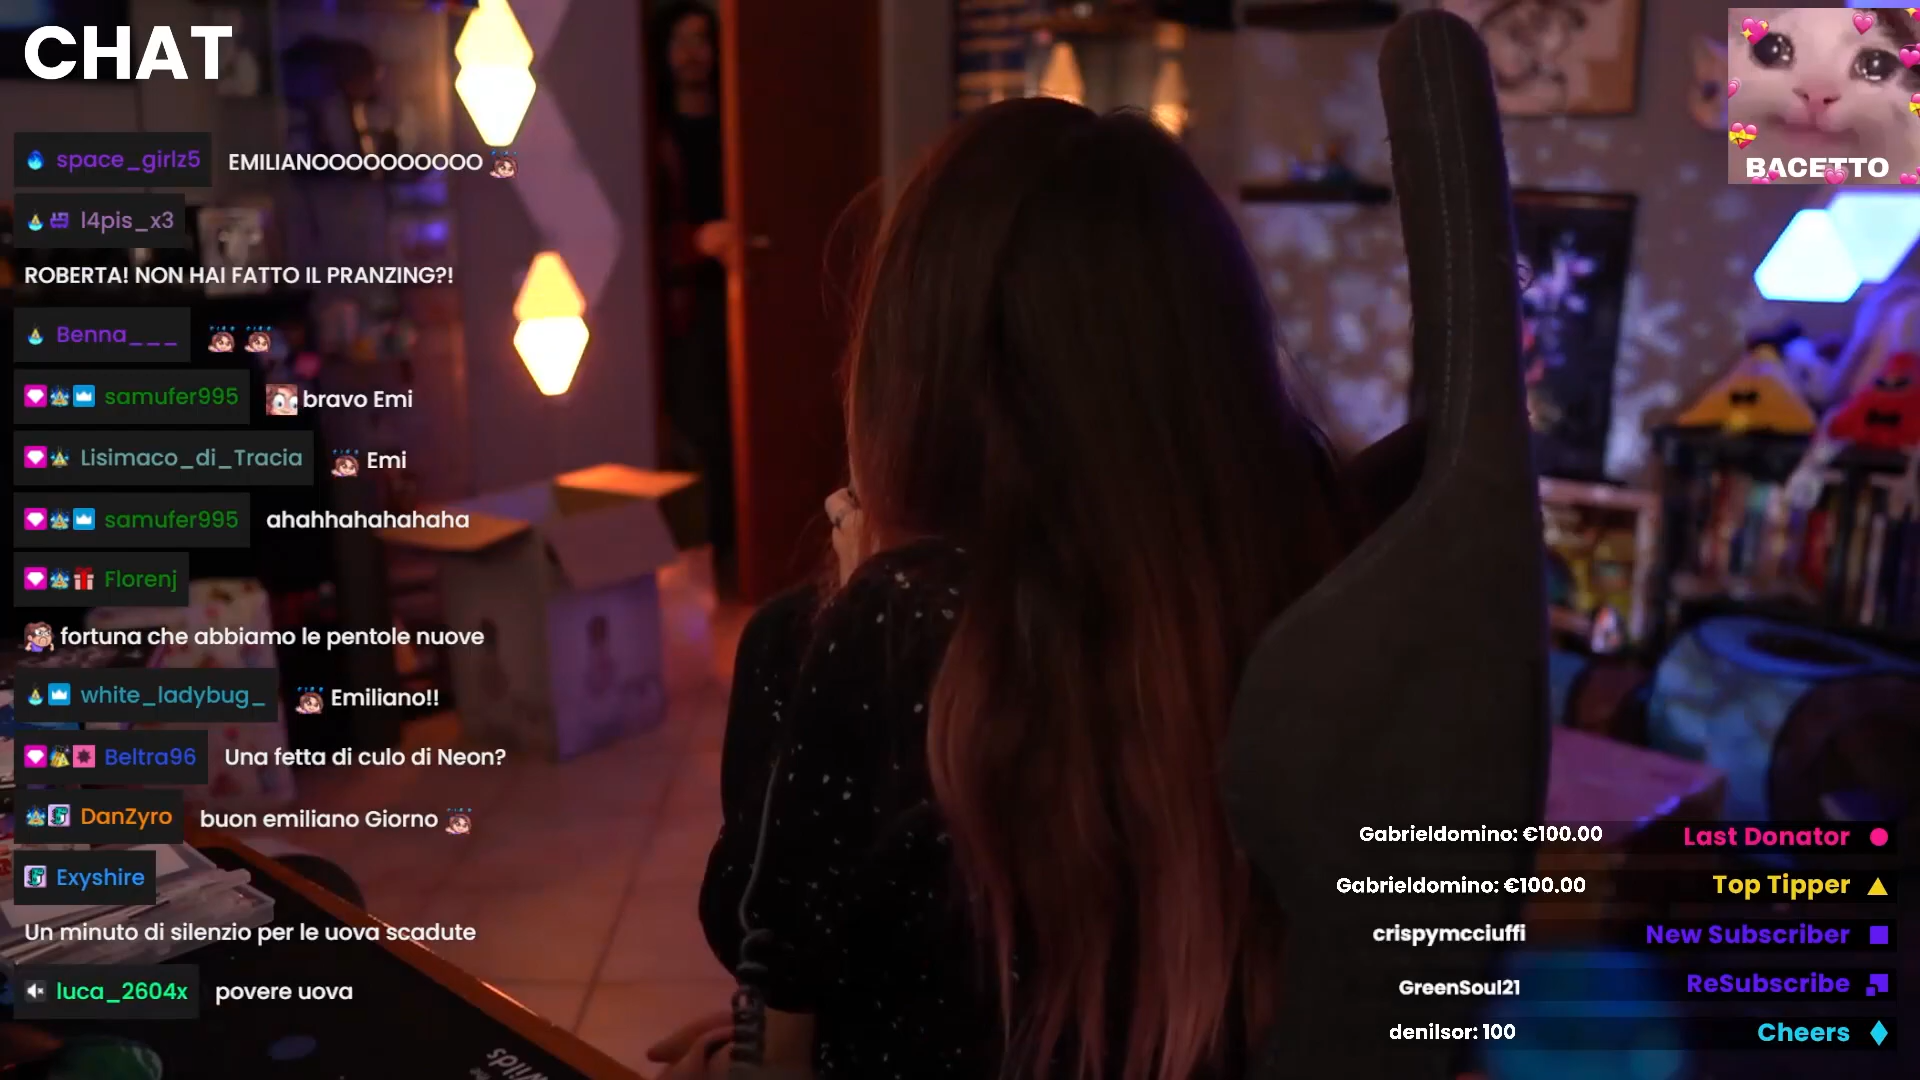 CHAT
space_girlz5 EMILIANOOOOOOOOOO
l4pis_x3
ROBERTA! NON HAI FATTO IL PRANZING?!
Benna___
samufer995 bravo Emi
Lisimaco_di_Tracia Emi
samufer995 ahahhahahahaha
Florenj
fortuna che abbiamo le pentole nuove
white_ladybug_ Emiliano!!
Beltra96 Una fetta di culo di Neon?
DanZyro buon emiliano Giorno
Exyshire
Un minuto di silenzio per le uova scadute
luca_2604x povere uova
BACETTO
Gabrieldomino: €100.00 Last Donator
Gabrieldomino: €100.00 Top Tipper
crispymcciuffi New Subscriber
GreenSoul21 ReSubscribe
denilsor: 100 Cheers
the
Wilds